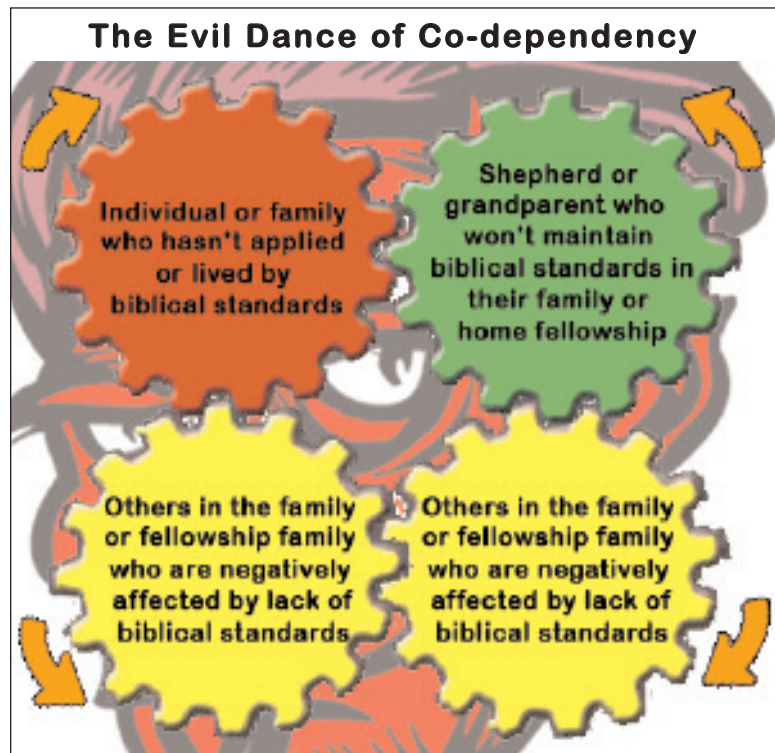 The Evil Dance of Co-dependency
Individual or family
who hasn't applied
or lived by
biblical standards
Shepherd or
grandparent who
won't maintain
biblical standards in
their family or
home fellowship
Others in the family
or fellowship family
who are negatively
affected by lack of
biblical standards
Others in the family
or fellowship family
who are negatively
affected by lack of
biblical standards